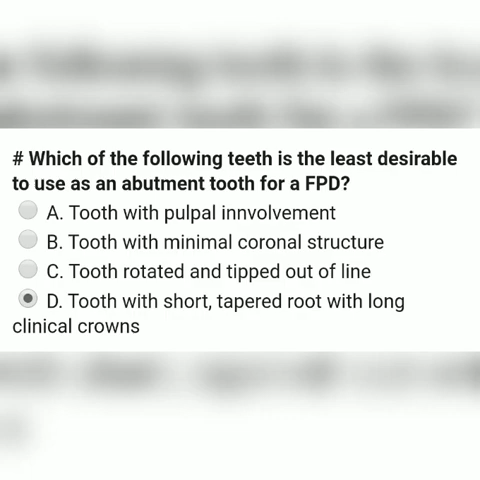 # Which of the following teeth is the least desirable
to use as an abutment tooth for a FPD?
A. Tooth with pulpal innvolvement
B. Tooth with minimal coronal structure
C. Tooth rotated and tipped out of line
D. Tooth with short, tapered root with long
clinical crowns